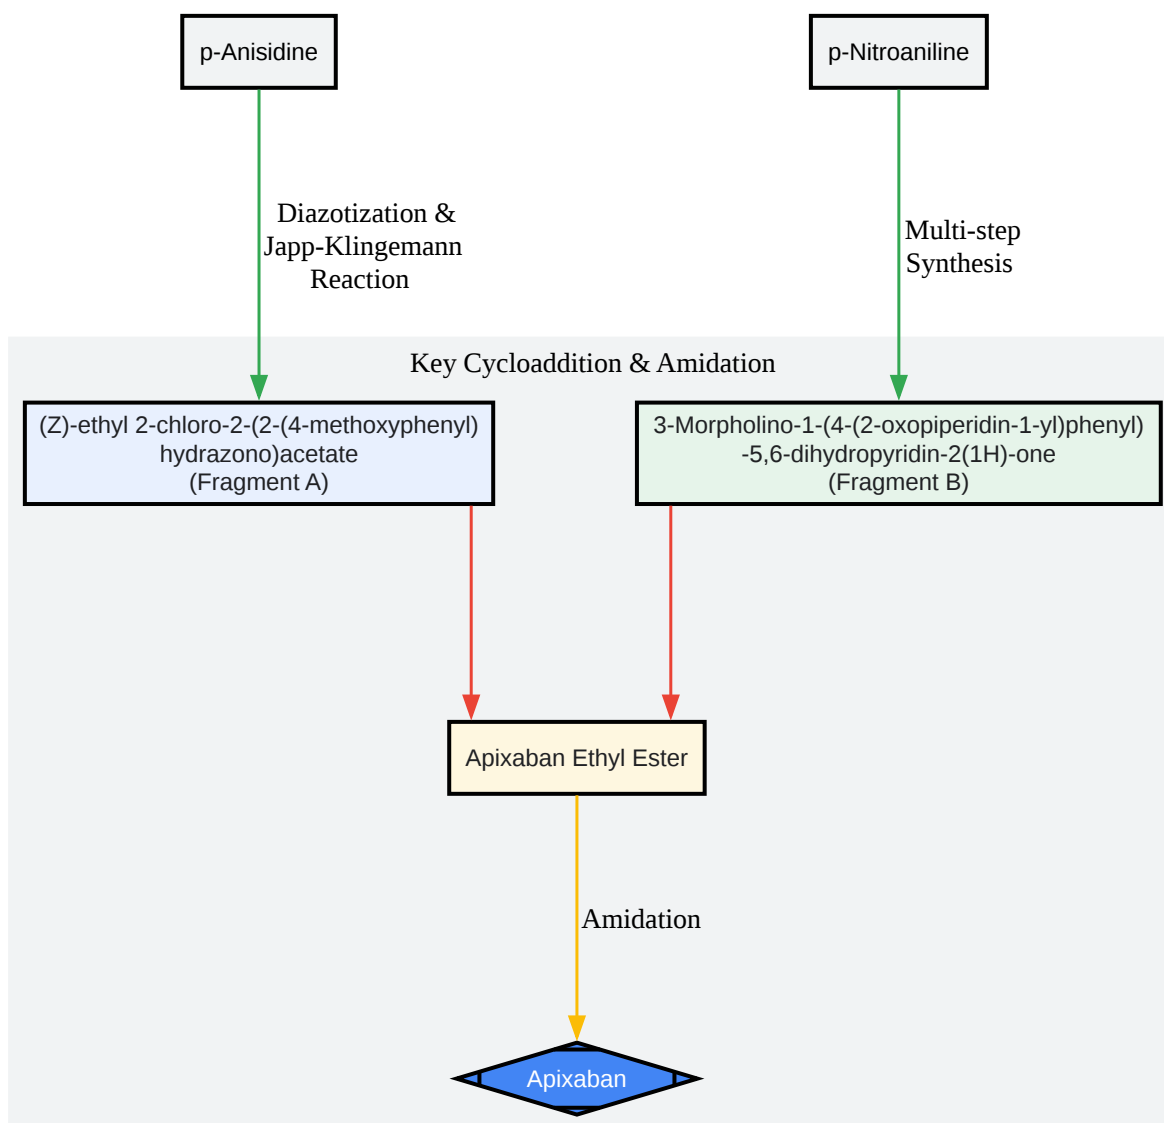 p-Anisidine
p-Nitroaniline
Diazotization &
Japp-Klingemann
Reaction
Multi-step
Synthesis
Key Cycloaddition & Amidation
(Z)-ethyl 2-chloro-2-(2-(4-methoxyphenyl)
hydrazono)acetate
(Fragment A)
3-Morpholino-1-(4-(2-oxopiperidin-1-yl)phenyl)
-5,6-dihydropyridin-2(1H)-one
(Fragment B)
Apixaban Ethyl Ester
Amidation
Apixaban